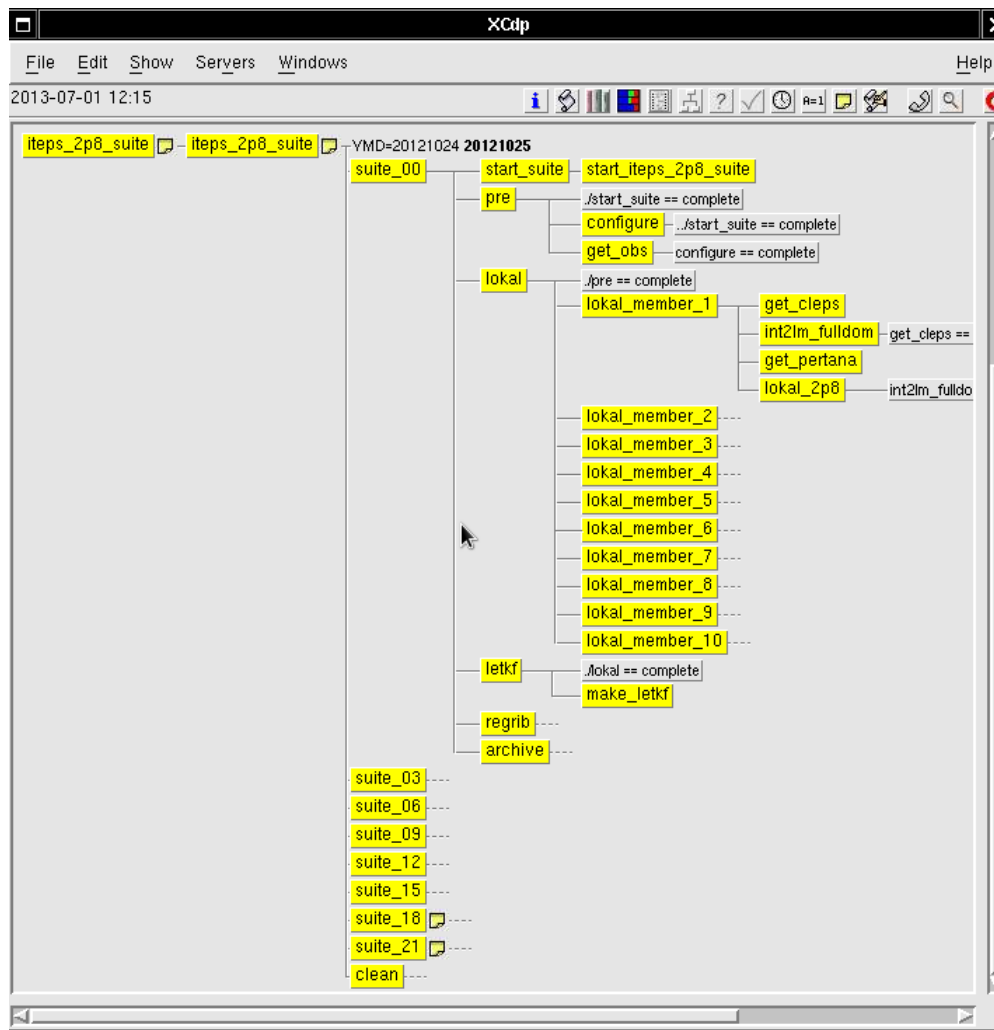 XCdp
File Edit Show Servers Windows Help
2013-07-01 12:15 i ? A=1
iteps_2p8_suite iteps_2p8_suite YMD=20121024 20121025
suite_00 start_suite start_iteps_2p8_suite
pre ./start_suite == complete
configure ../start_suite == complete
get_obs configure == complete
lokal ./pre == complete
lokal_member_1 get_cleps
int2lm_fulldom get_cleps ==
get_pertana
lokal_2p8 int2lm_fulldo
lokal_member_2
lokal_member_3
lokal_member_4
lokal_member_5
lokal_member_6
lokal_member_7
lokal_member_8
lokal_member_9
lokal_member_10
letkf ./lokal == complete
make_letkf
regrib
archive
suite_03
suite_06
suite_09
suite_12
suite_15
suite_18
suite_21
clean